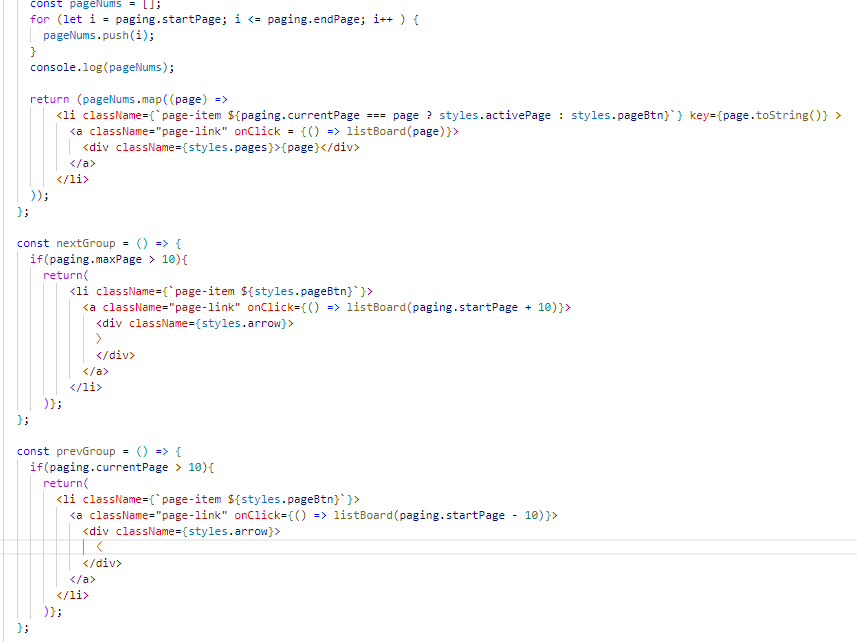 const pageNums = [];
for (let i = paging.startPage; i <= paging.endPage; i++ ) {
pageNums.push(i);
}
console.log(pageNums);
return (pageNums.map((page) =>
<li className={`page-item ${paging.currentPage === page ? styles.activePage : styles.pageBtn}`} key={page.toString()} >
<a className="page-link" onClick = {() => listBoard(page)}>
<div className={styles.pages}>{page}</div>
</a>
</li>
));
};
const nextGroup = () => {
if(paging.maxPage > 10){
return(
<li className={`page-item ${styles.pageBtn}`}>
<a className="page-link" onClick={() => listBoard(paging.startPage + 10)}>
<div className={styles.arrow}>
〉
</div>
</a>
</li>
)};
};
const prevGroup = () => {
if(paging.currentPage > 10){
return(
<li className={`page-item ${styles.pageBtn}`}>
<a className="page-link" onClick={() => listBoard(paging.startPage - 10)}>
<div className={styles.arrow}>
〈
</div>
</a>
</li>
)};
};